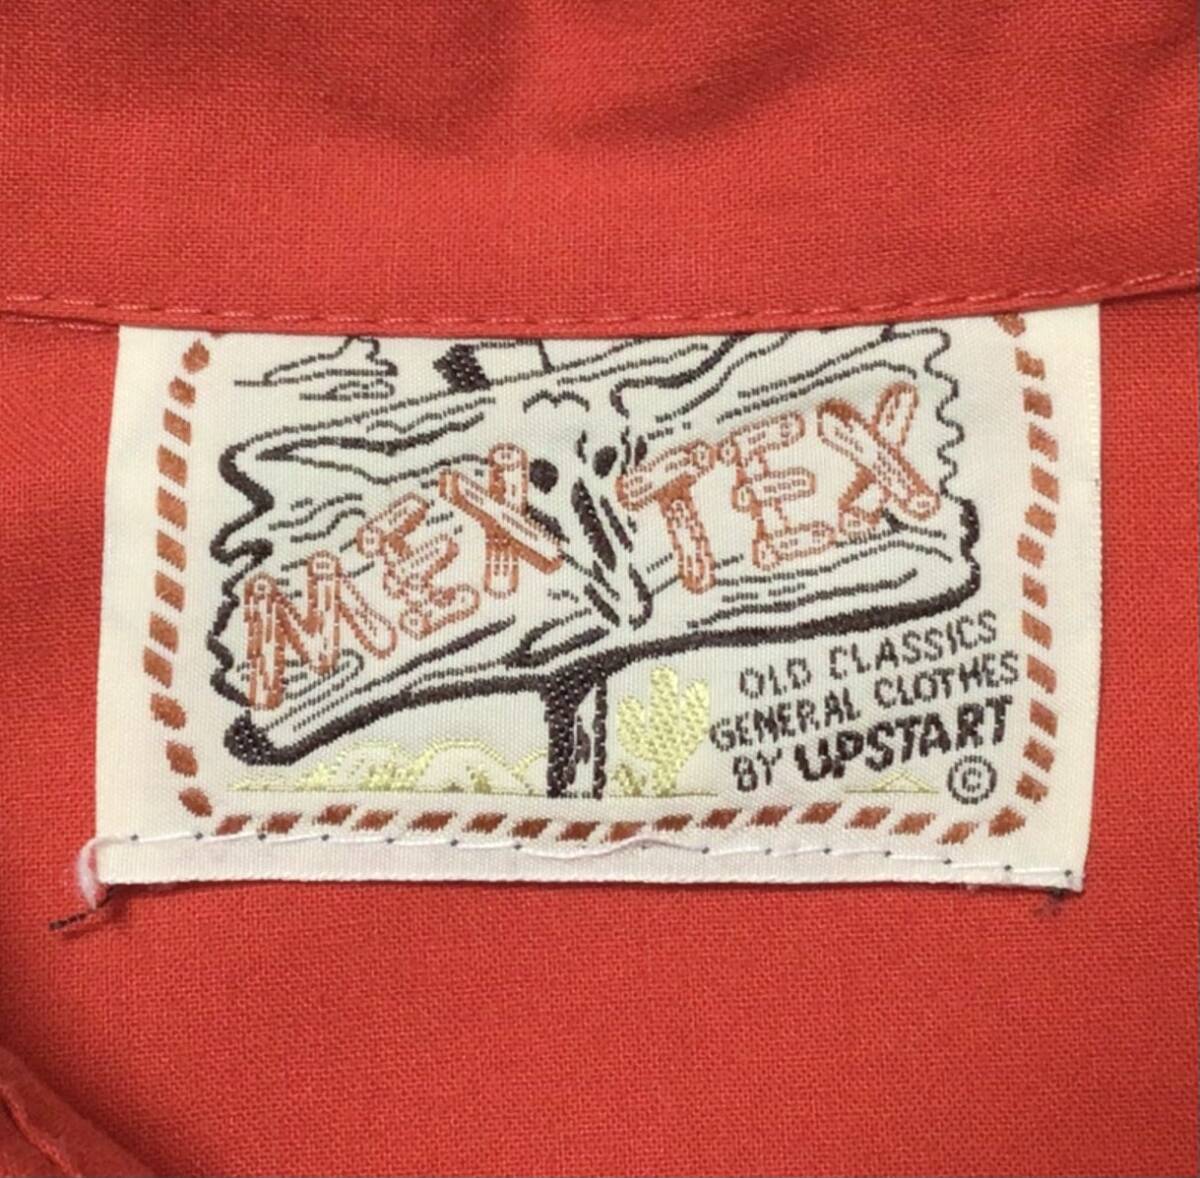 MEX TEX
OLD CLASSICS
GENERAL CLOTHES
BY UPSTART
©